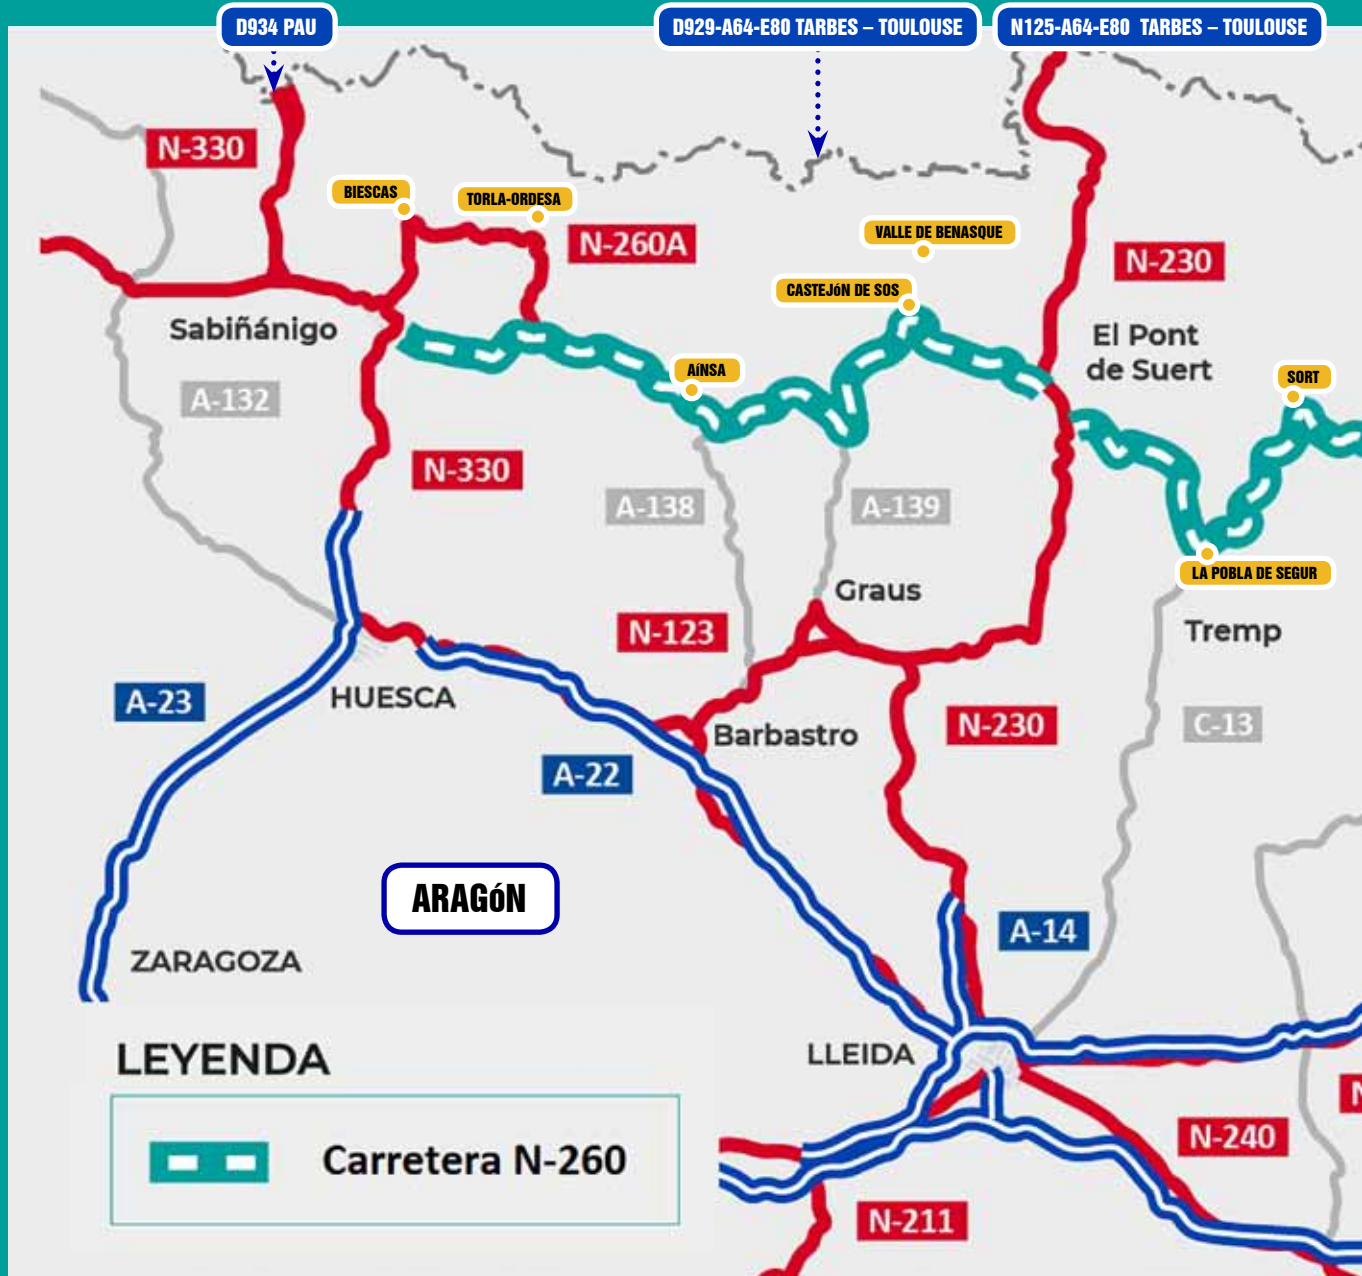 D934 PAU
D929-A64-E80 TARBES – TOULOUSE
N125-A64-E80 TARBES – TOULOUSE
N-330
BIESCAS
TORLA-ORDESA
N-260A
VALLE DE BENASQUE
N-230
CASTEJóN DE SOS
Sabiñánigo
El Pont
de Suert
AíNSA
SORT
A-132
N-330
A-138
A-139
LA POBLA DE SEGUR
Graus
N-123
Tremp
A-23
HUESCA
Barbastro
N-230
C-13
A-22
ARAGóN
A-14
ZARAGOZA
LEYENDA
LLEIDA
N
N-240
Carretera N-260
N-211